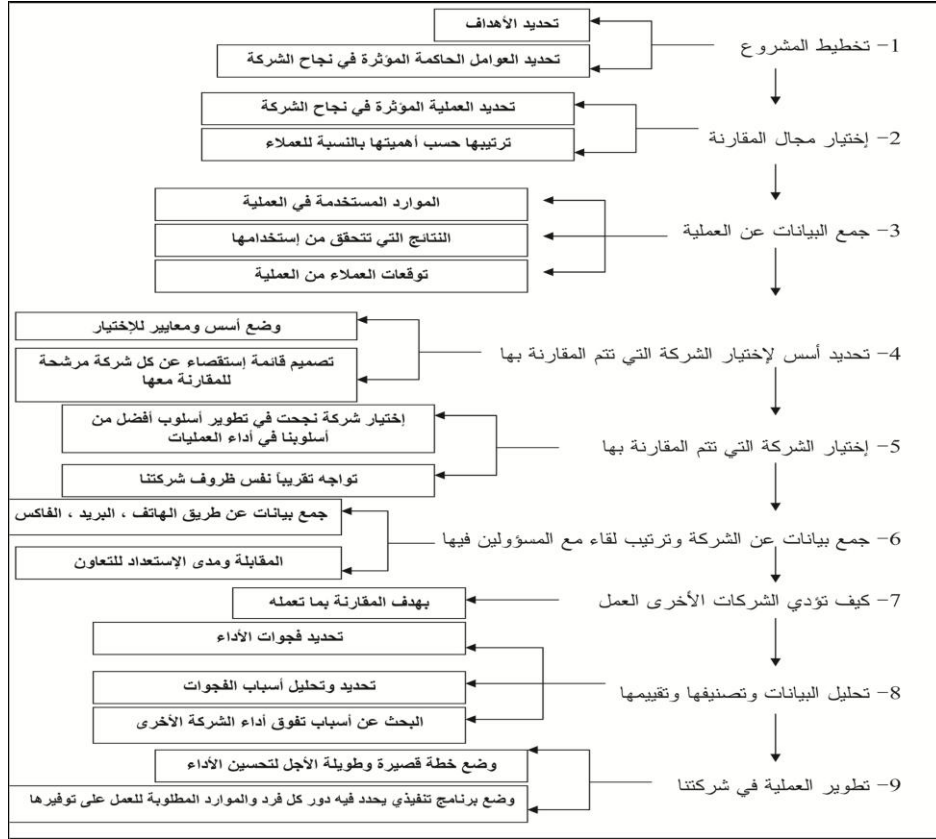 1- تخطيط المشروع
تحديد الأهداف
تحديد العوامل الحاكمة المؤثرة في نجاح الشركة
2- إختيار مجال المقارنة
تحديد العملية المؤثرة في نجاح الشركة
ترتيبها حسب أهميتها بالنسبة للعملاء
3- جمع البيانات عن العملية
الموارد المستخدمة في العملية
النتائج التي تتحقق من إستخدامها
توقعات العملاء من العملية
4- تحديد أسس لإختيار الشركة التي تتم المقارنة بها
وضع أسس ومعايير للإختيار
تصميم قائمة إستقصاء عن كل شركة مرشحة
للمقارنة معها
5- إختيار الشركة التي تتم المقارنة بها
إختيار شركة نجحت في تطوير أسلوب أفضل من
أسلوبنا في أداء العمليات
تواجه تقريباً نفس ظروف شركتنا
6- جمع بيانات عن الشركة وترتيب لقاء مع المسؤولين فيها
جمع بيانات عن طريق الهاتف ، البريد ، الفاكس
المقابلة ومدى الإستعداد للتعاون
7- كيف تؤدي الشركات الأخرى العمل
بهدف المقارنة بما تعمله
8- تحليل البيانات وتصنيفها وتقييمها
تحديد فجوات الأداء
تحديد وتحليل أسباب الفجوات
البحث عن أسباب تفوق أداء الشركة الأخرى
9- تطوير العملية في شركتنا
وضع خطة قصيرة وطويلة الأجل لتحسين الأداء
وضع برنامج تنفيذي يحدد فيه دور كل فرد والموارد المطلوبة للعمل على توفيرها